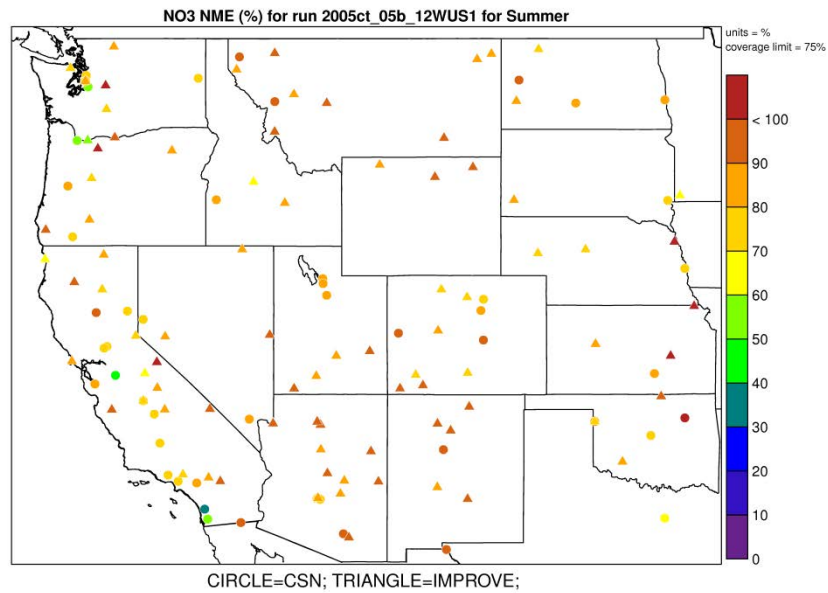 NO3 NME (%) for run 2005ct_05b_12WUS1 for Summer
units = %
coverage limit = 75%
< 100
90
80
70
60
50
40
30
20
10
0
CIRCLE=CSN; TRIANGLE=IMPROVE;